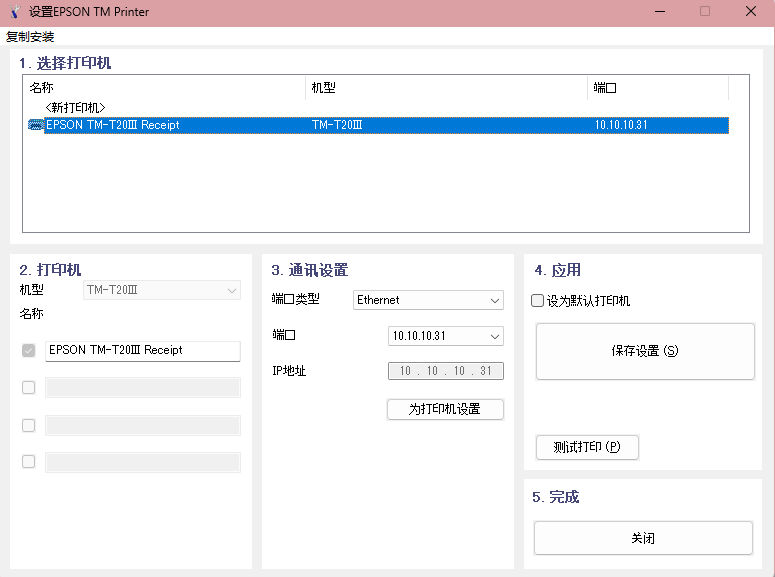 设置EPSON TM Printer
复制安装
1. 选择打印机
名称 机型 端口
<新打印机>
EPSON TM-T20III Receipt TM-T20III 10.10.10.31
2. 打印机
机型 TM-T20III
名称
EPSON TM-T20III Receipt
3. 通讯设置
端口类型 Ethernet
端口 10.10.10.31
IP地址 10 . 10 . 10 . 31
为打印机设置
4. 应用
设为默认打印机
保存设置 (S)
测试打印 (P)
5. 完成
关闭